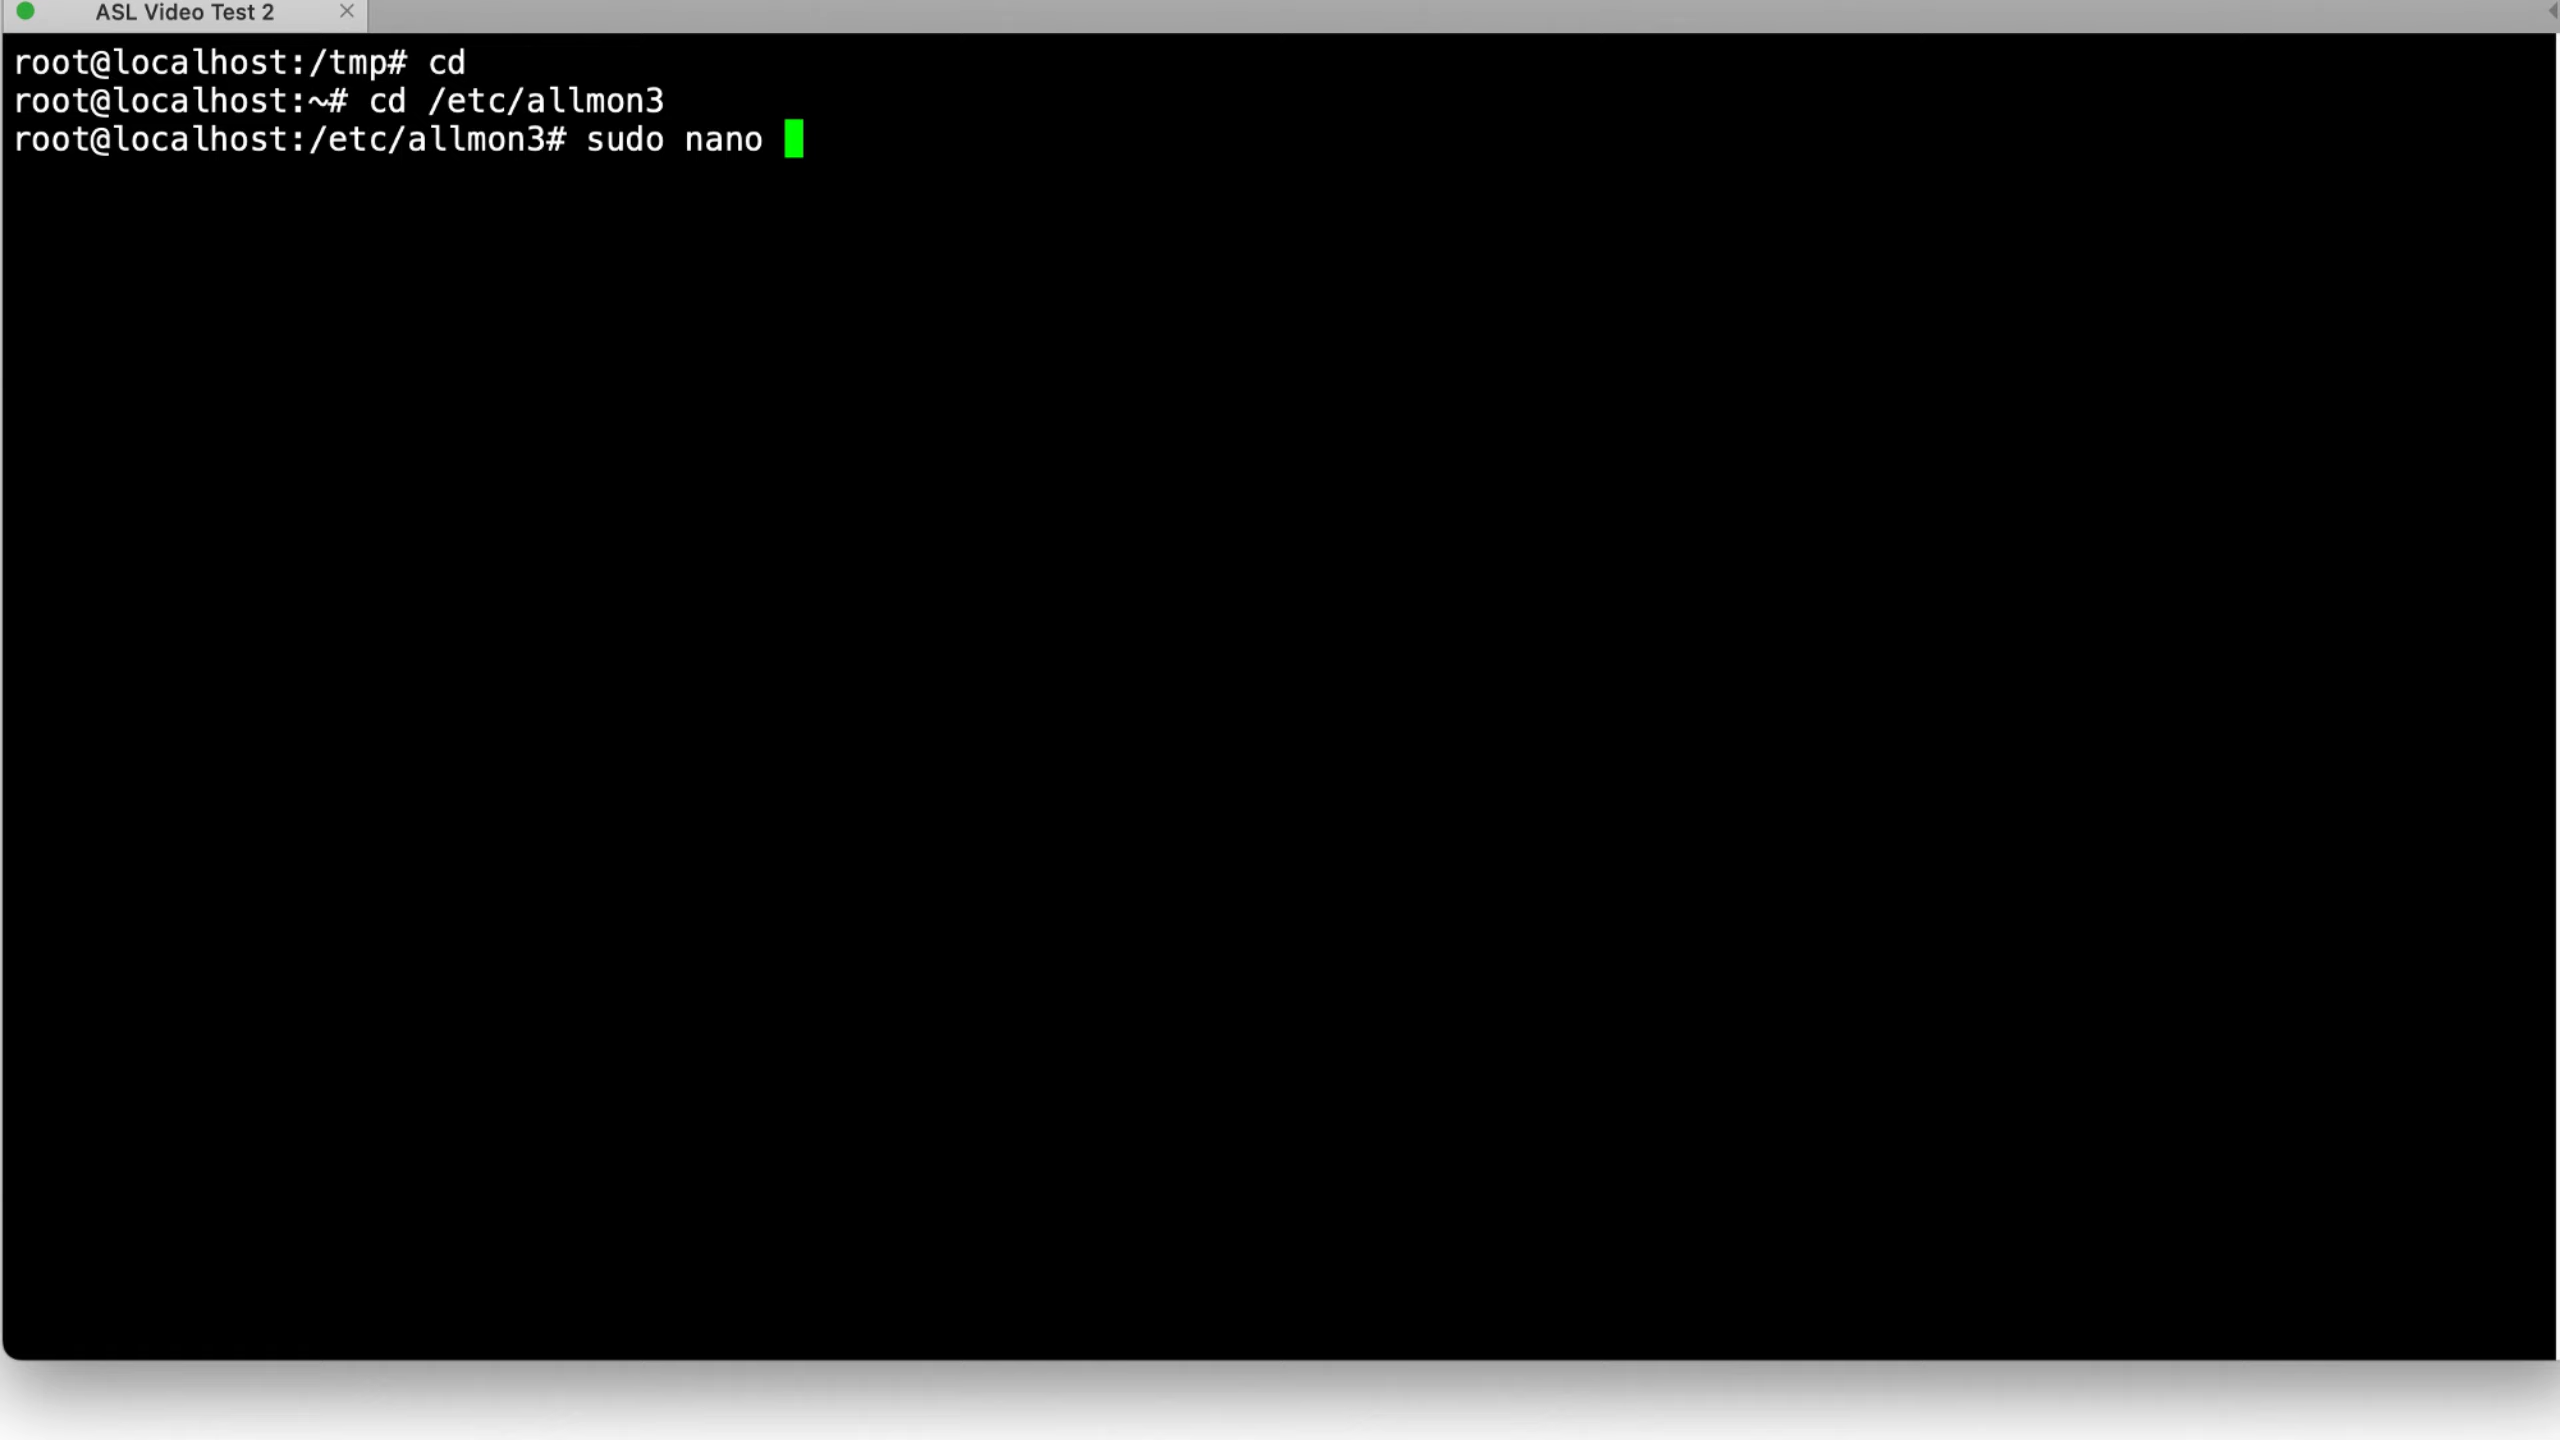 ASL Video Test 2
root@localhost:/tmp# cd
root@localhost:~# cd /etc/allmon3
root@localhost:/etc/allmon3# sudo nano